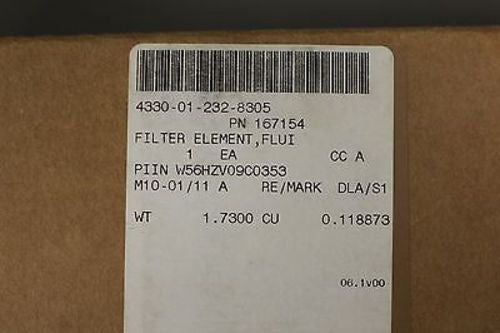 4330-01-232-8305
PN 167154
FILTER ELEMENT,FLUI
1 EA CC A
PIIN W56HZV09C0353
M10-01/11 A RE/MARK DLA/S1
WT 1.7300 CU 0.118873
06.1v00